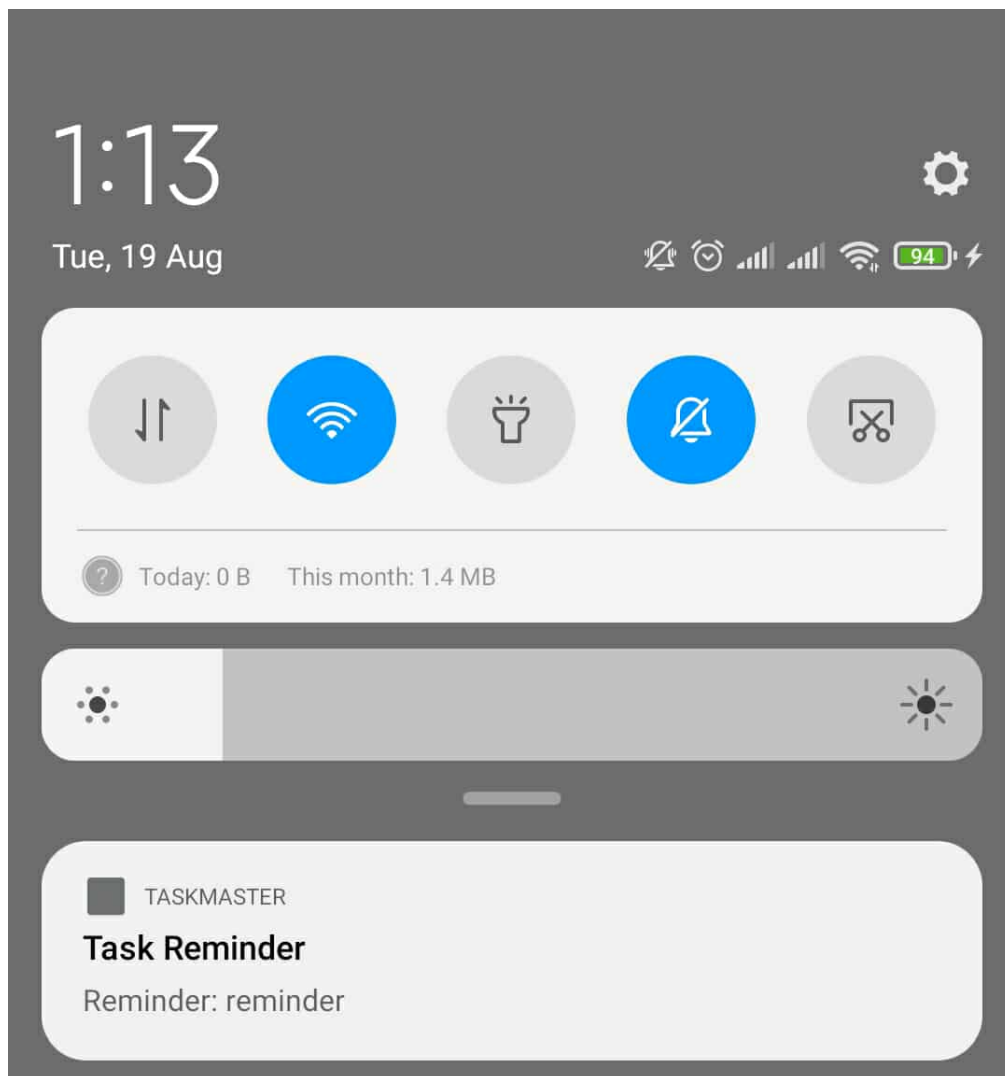 1:13
Tue, 19 Aug
94
?
Today: 0 B This month: 1.4 MB
TASKMASTER
Task Reminder
Reminder: reminder